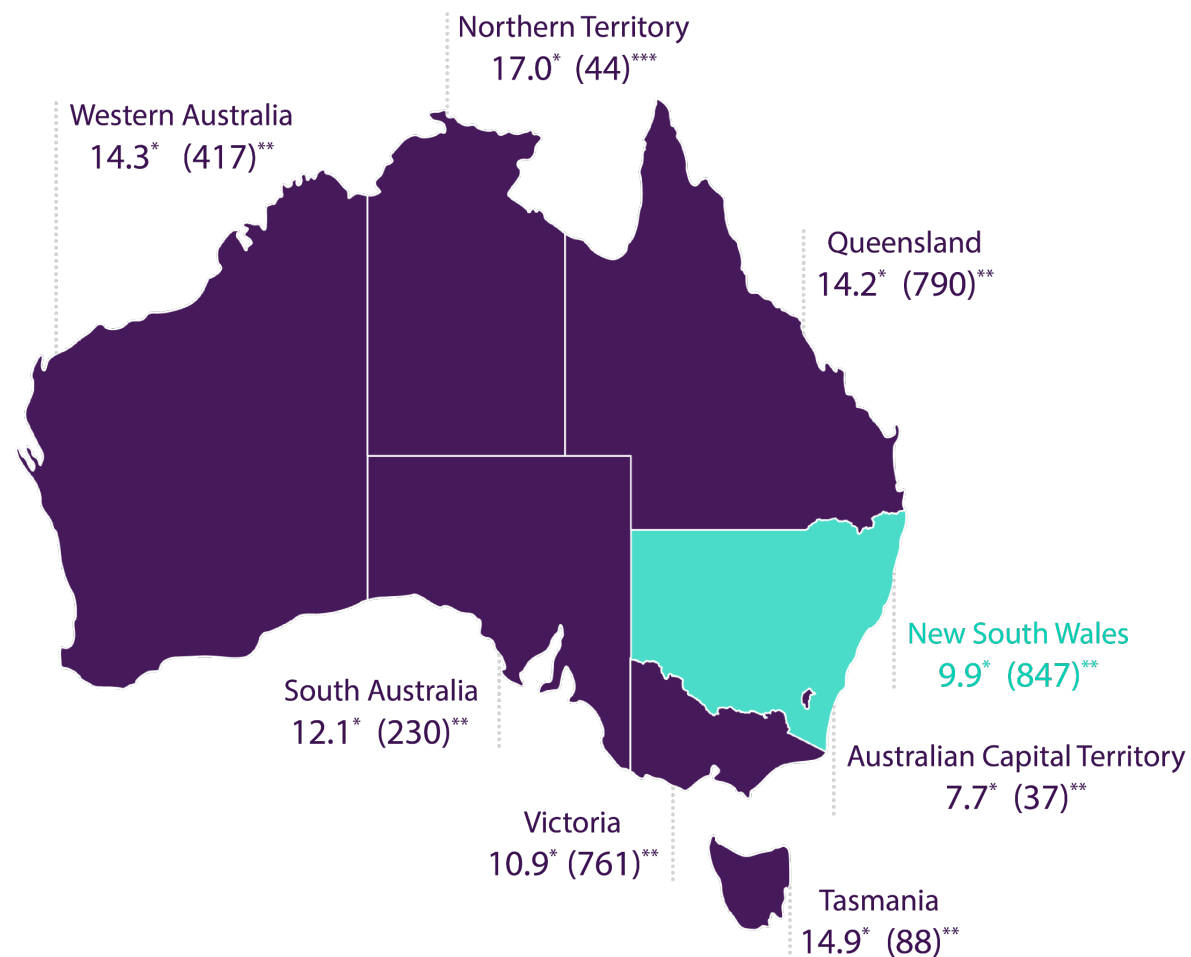 Northern Territory
17.0* (44)***
Western Australia
14.3* (417)**
Queensland
14.2* (790)**
New South Wales
9.9* (847)**
South Australia
12.1* (230)**
Australian Capital Territory
7.7* (37)**
Victoria
10.9* (761)**
Tasmania
14.9* (88)**